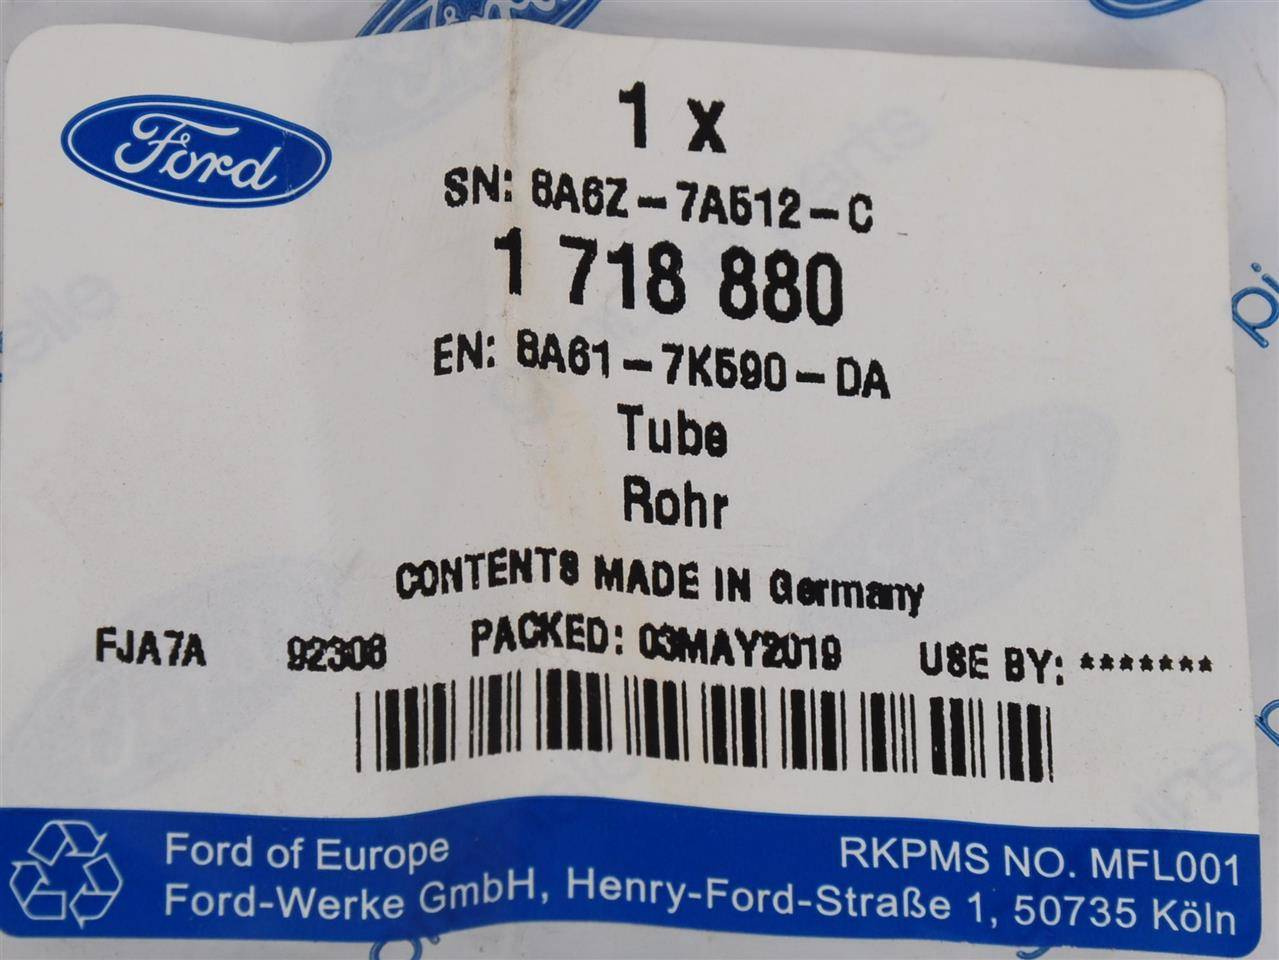 Ford
1 x
SN: 8A6Z-7A512-C
1 718 880
EN: 8A61-7K590-DA
Tube
Rohr
CONTENTS MADE IN Germany
FJA7A 92306 PACKED: 03MAY2019 USE BY: *******
Ford of Europe
Ford-Werke GmbH, Henry-Ford-Straße 1, 50735 Köln
RKPMS NO. MFL001